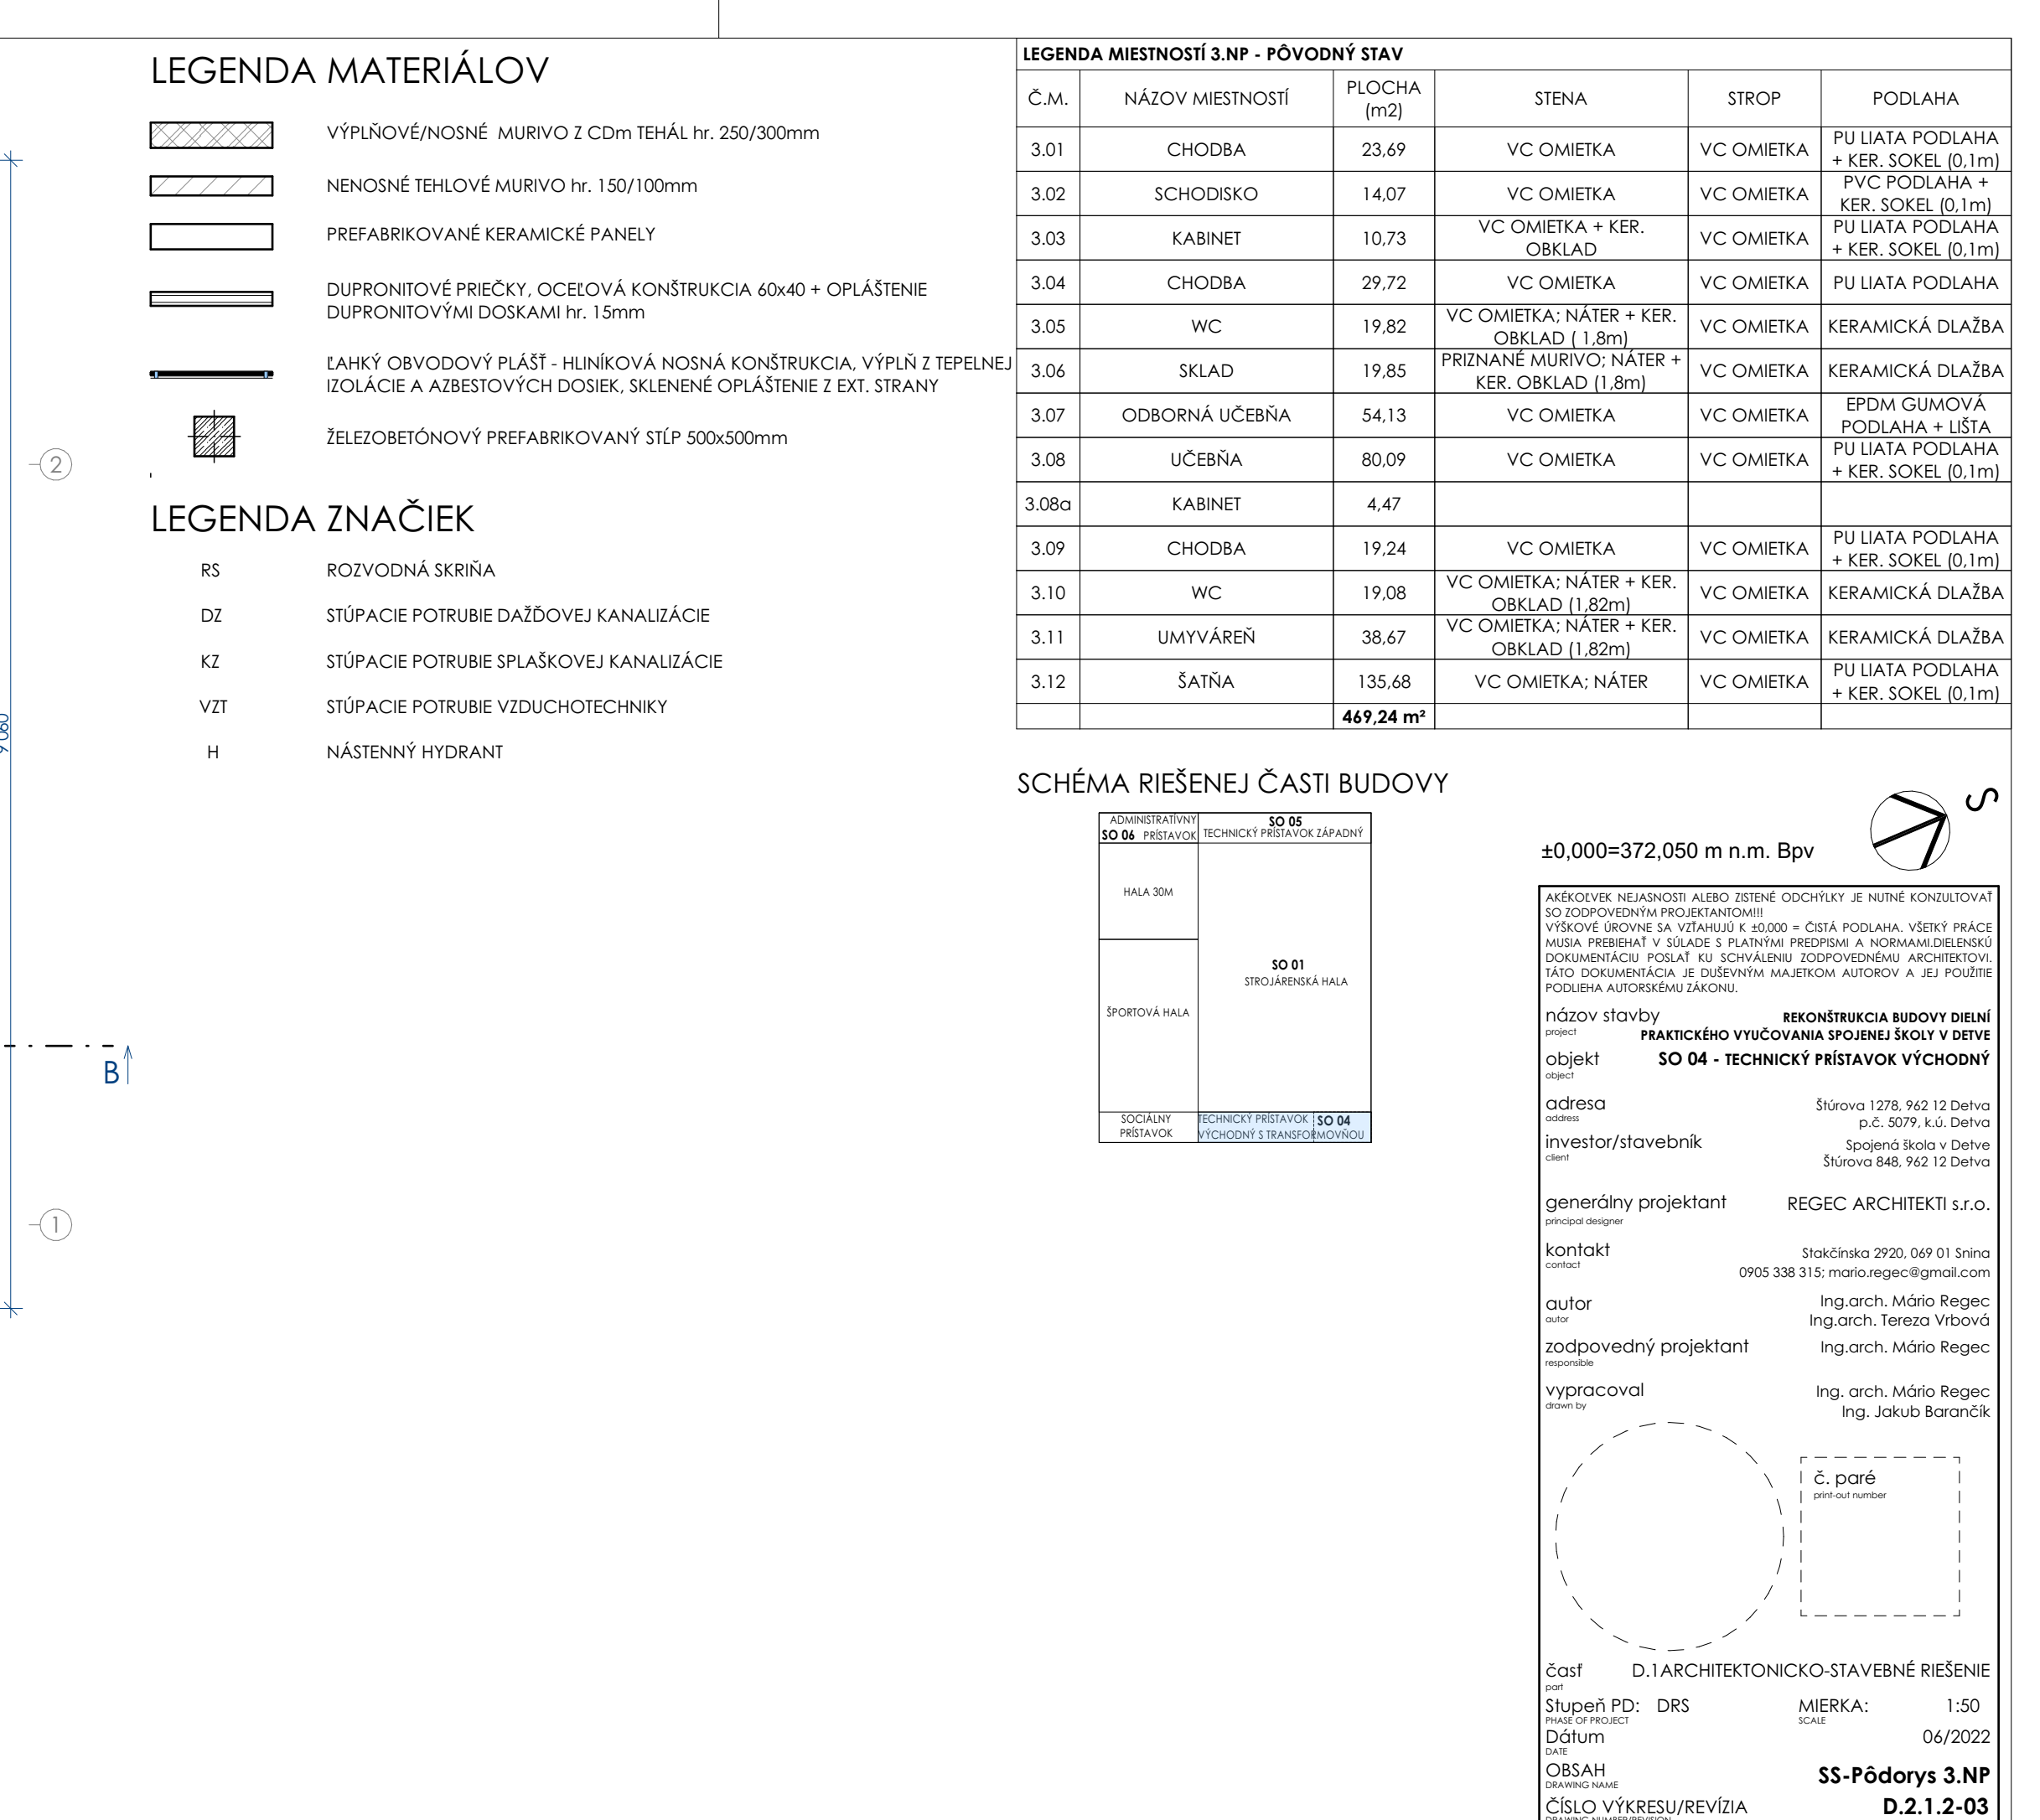 LEGENDA MATERIÁLOV
VÝPLŇOVÉ/NOSNÉ MURIVO Z CDm TEHÁL hr. 250/300mm
NENOSNÉ TEHLOVÉ MURIVO hr. 150/100mm
PREFABRIKOVANÉ KERAMICKÉ PANELY
DUPRONITOVÉ PRIEČKY, OCEĽOVÁ KONŠTRUKCIA 60x40 + OPLÁŠTENIE
DUPRONITOVÝMI DOSKAMI hr. 15mm
ĽAHKÝ OBVODOVÝ PLÁŠŤ - HLINÍKOVÁ NOSNÁ KONŠTRUKCIA, VÝPLŇ Z TEPELNEJ
IZOLÁCIE A AZBESTOVÝCH DOSIEK, SKLENENÉ OPLÁŠTENIE Z EXT. STRANY
ŽELEZOBETÓNOVÝ PREFABRIKOVANÝ STĹP 500x500mm
2
LEGENDA ZNAČIEK
RS ROZVODNÁ SKRIŇA
DZ STÚPACIE POTRUBIE DAŽĎOVEJ KANALIZÁCIE
KZ STÚPACIE POTRUBIE SPLAŠKOVEJ KANALIZÁCIE
VZT STÚPACIE POTRUBIE VZDUCHOTECHNIKY
H NÁSTENNÝ HYDRANT
B
1
LEGENDA MIESTNOSTÍ 3.NP - PÔVODNÝ STAV
Č.M. NÁZOV MIESTNOSTÍ PLOCHA (m2) STENA STROP PODLAHA
3.01 CHODBA 23,69 VC OMIETKA VC OMIETKA PU LIATA PODLAHA + KER. SOKEL (0,1m)
3.02 SCHODISKO 14,07 VC OMIETKA VC OMIETKA PVC PODLAHA + KER. SOKEL (0,1m)
3.03 KABINET 10,73 VC OMIETKA + KER. OBKLAD VC OMIETKA PU LIATA PODLAHA + KER. SOKEL (0,1m)
3.04 CHODBA 29,72 VC OMIETKA VC OMIETKA PU LIATA PODLAHA
3.05 WC 19,82 VC OMIETKA; NÁTER + KER. OBKLAD ( 1,8m) VC OMIETKA KERAMICKÁ DLAŽBA
3.06 SKLAD 19,85 PRIZNANÉ MURIVO; NÁTER + KER. OBKLAD (1,8m) VC OMIETKA KERAMICKÁ DLAŽBA
3.07 ODBORNÁ UČEBŇA 54,13 VC OMIETKA VC OMIETKA EPDM GUMOVÁ PODLAHA + LIŠTA
3.08 UČEBŇA 80,09 VC OMIETKA VC OMIETKA PU LIATA PODLAHA + KER. SOKEL (0,1m)
3.08a KABINET 4,47
3.09 CHODBA 19,24 VC OMIETKA VC OMIETKA PU LIATA PODLAHA + KER. SOKEL (0,1m)
3.10 WC 19,08 VC OMIETKA; NÁTER + KER. OBKLAD (1,82m) VC OMIETKA KERAMICKÁ DLAŽBA
3.11 UMYVÁREŇ 38,67 VC OMIETKA; NÁTER + KER. OBKLAD (1,82m) VC OMIETKA KERAMICKÁ DLAŽBA
3.12 ŠATŇA 135,68 VC OMIETKA; NÁTER VC OMIETKA PU LIATA PODLAHA + KER. SOKEL (0,1m)
469,24 m²
SCHÉMA RIEŠENEJ ČASTI BUDOVY
ADMINISTRATÍVNY
SO 06 PRÍSTAVOK
SO 05
TECHNICKÝ PRÍSTAVOK ZÁPADNÝ
HALA 30M
SO 01
STROJÁRENSKÁ HALA
ŠPORTOVÁ HALA
SOCIÁLNY
PRÍSTAVOK
TECHNICKÝ PRÍSTAVOK SO 04
VÝCHODNÝ S TRANSFORMOVŇOU
S
±0,000=372,050 m n.m. Bpv
AKÉKOĽVEK NEJASNOSTI ALEBO ZISTENÉ ODCHÝLKY JE NUTNÉ KONZULTOVAŤ
SO ZODPOVEDNÝM PROJEKTANTOM!!!
VÝŠKOVÉ ÚROVNE SA VZŤAHUJÚ K ±0,000 = ČISTÁ PODLAHA. VŠETKÝ PRÁCE
MUSIA PREBIEHAŤ V SÚLADE S PLATNÝMI PREDPISMI A NORMAMI.DIELENSKÚ
DOKUMENTÁCIU POSLAŤ KU SCHVÁLENIU ZODPOVEDNÉMU ARCHITEKTOVI.
TÁTO DOKUMENTÁCIA JE DUŠEVNÝM MAJETKOM AUTOROV A JEJ POUŽITIE
PODLIEHA AUTORSKÉMU ZÁKONU.
názov stavby REKONŠTRUKCIA BUDOVY DIELNÍ
project PRAKTICKÉHO VYUČOVANIA SPOJENEJ ŠKOLY V DETVE
objekt SO 04 - TECHNICKÝ PRÍSTAVOK VÝCHODNÝ
object
adresa Štúrova 1278, 962 12 Detva
address p.č. 5079, k.ú. Detva
investor/stavebník Spojená škola v Detve
client Štúrova 848, 962 12 Detva
generálny projektant REGEC ARCHITEKTI s.r.o.
principal designer
kontakt Stakčínska 2920, 069 01 Snina
contact 0905 338 315; mario.regec@gmail.com
autor Ing.arch. Mário Regec
autor Ing.arch. Tereza Vrbová
zodpovedný projektant Ing.arch. Mário Regec
responsible
vypracoval Ing. arch. Mário Regec
drawn by Ing. Jakub Barančík
č. paré
print-out number
časť D.1ARCHITEKTONICKO-STAVEBNÉ RIEŠENIE
part
Stupeň PD: DRS MIERKA: 1:50
PHASE OF PROJECT SCALE
Dátum 06/2022
DATE
OBSAH SS-Pôdorys 3.NP
DRAWING NAME
ČÍSLO VÝKRESU/REVÍZIA D.2.1.2-03